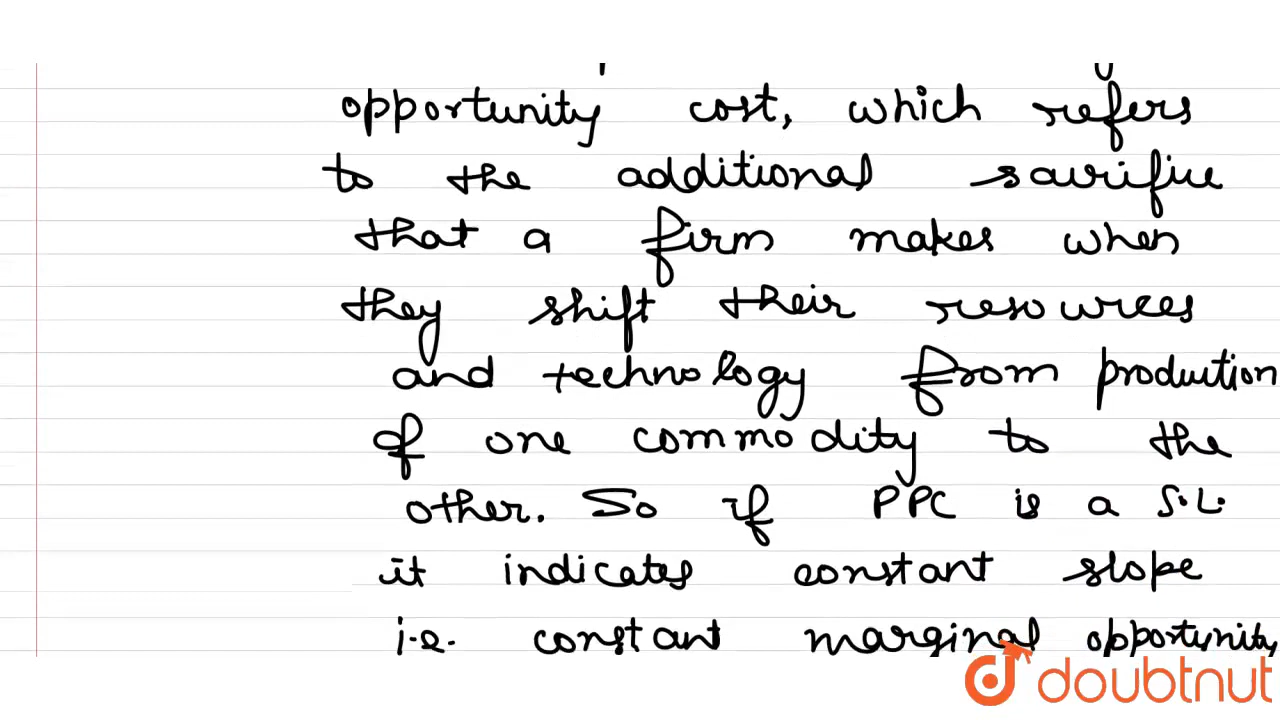 opportunity cost, which refers
to the additional sacrifice
that a firm makes when
they shift their resources
and technology from production
of one commodity to the
other. So if PPC is a S.L.
it indicates constant slope
i.e. constant marginal opportunity
doubtnut